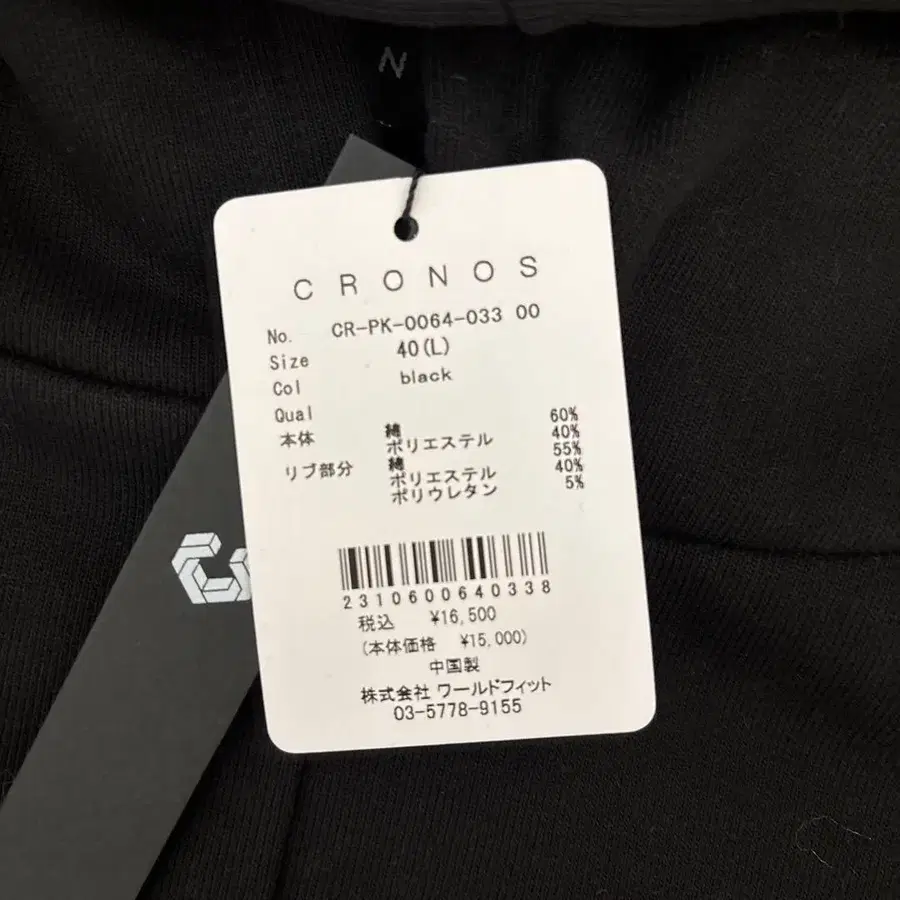 N
CRONOS
No. CR-PK-0064-033 00
Size 40(L)
Col black
Qual
本体 綿 60%
ポリエステル 40%
リブ部分 綿 55%
ポリエステル 40%
ポリウレタン 5%
2310600640338
税込 ¥16,500
(本体価格 ¥15,000)
中国製
株式会社 ワールドフィット
03-5778-9155